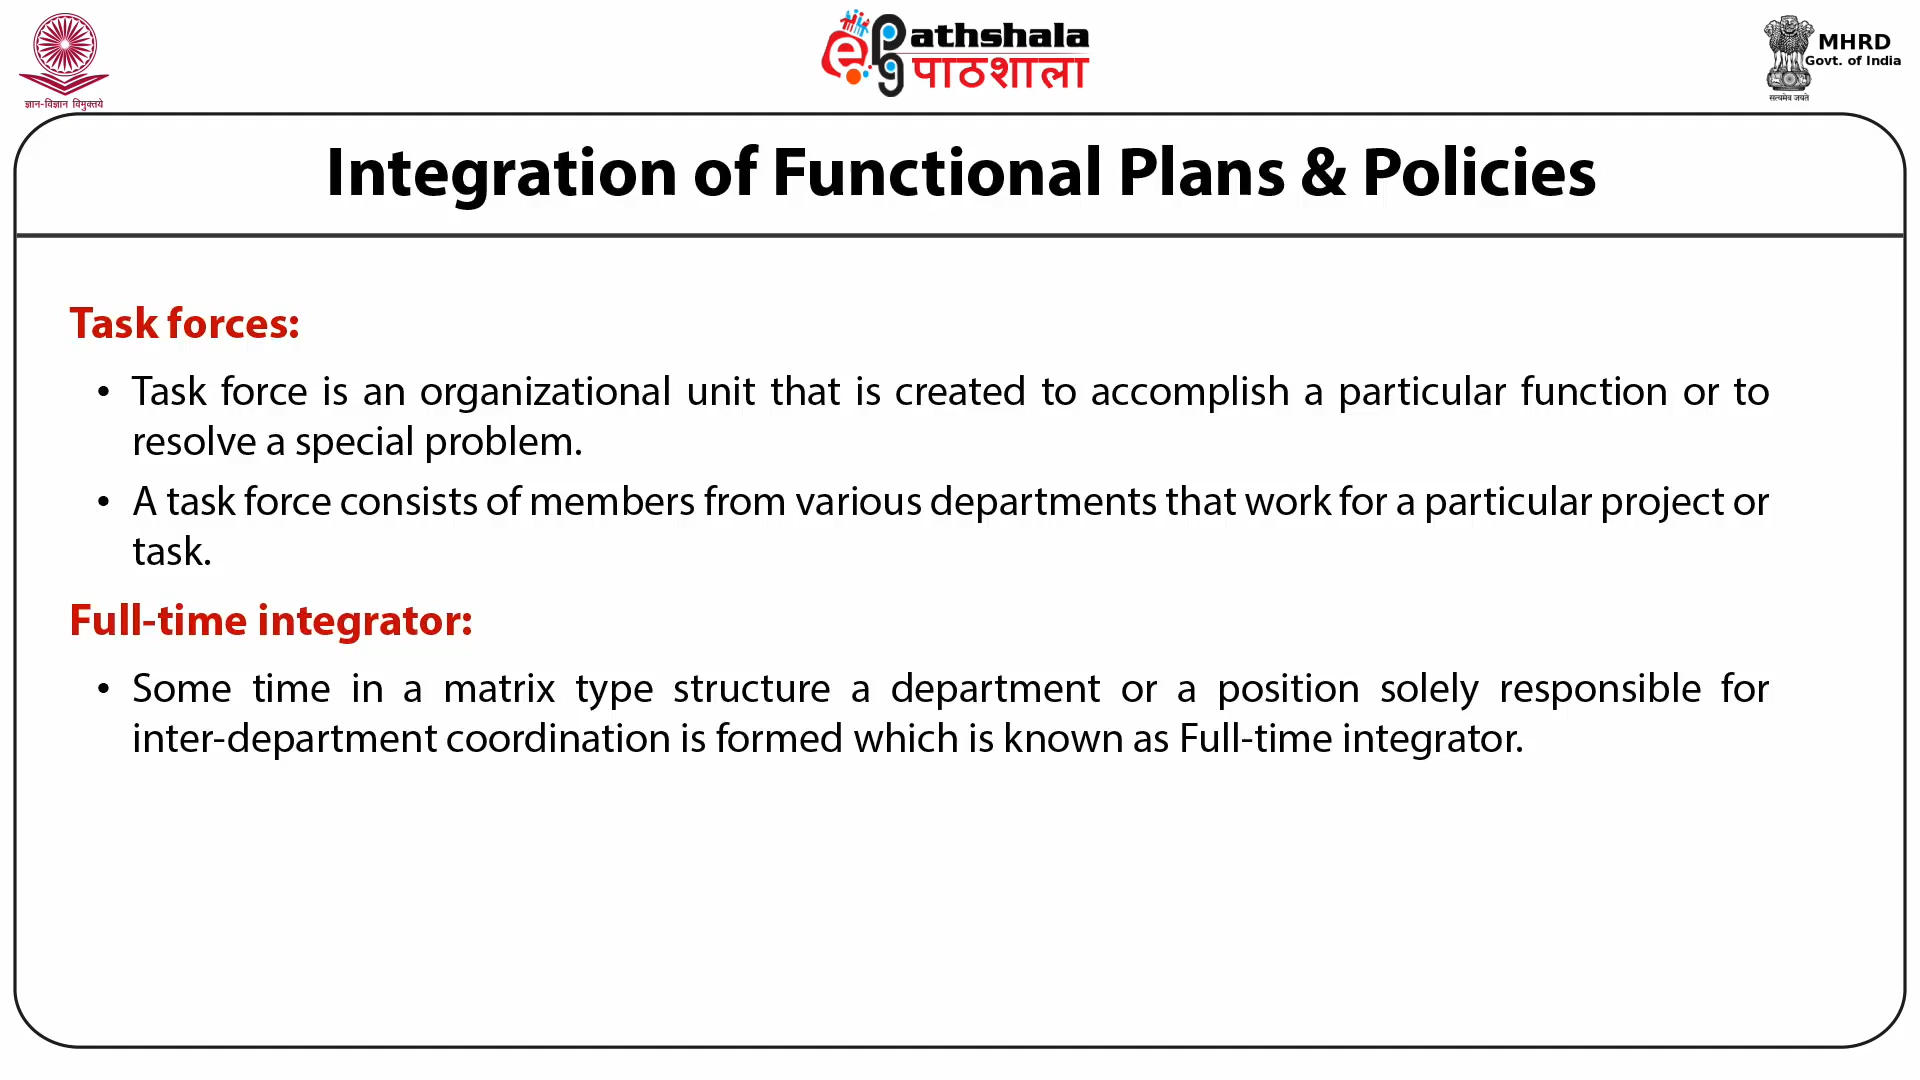 ज्ञान-विज्ञान विमुक्तये
ePathshala
पाठशाला
MHRD
Govt. of India
सत्यमेव जयते
Integration of Functional Plans & Policies
Task forces:
• Task force is an organizational unit that is created to accomplish a particular function or to
resolve a special problem.
• A task force consists of members from various departments that work for a particular project or
task.
Full-time integrator:
• Some time in a matrix type structure a department or a position solely responsible for
inter-department coordination is formed which is known as Full-time integrator.